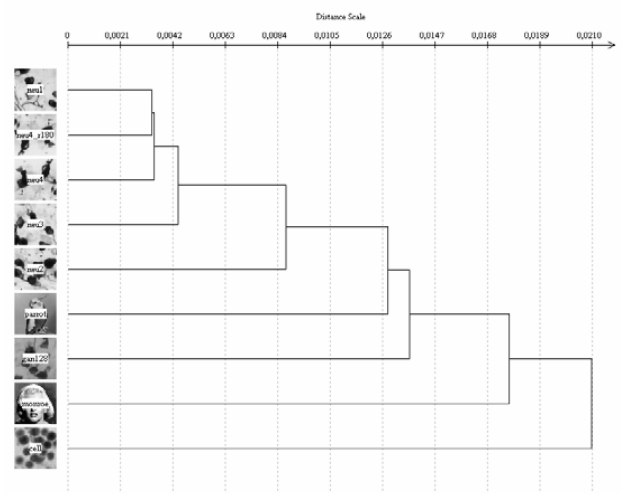 Distance Scale
0 0,0021 0,0042 0,0063 0,0084 0,0105 0,0126 0,0147 0,0168 0,0189 0,0210
neu1
neu4_r180
neu4
neu3
neu2
parrot
gan128
monroe
cell